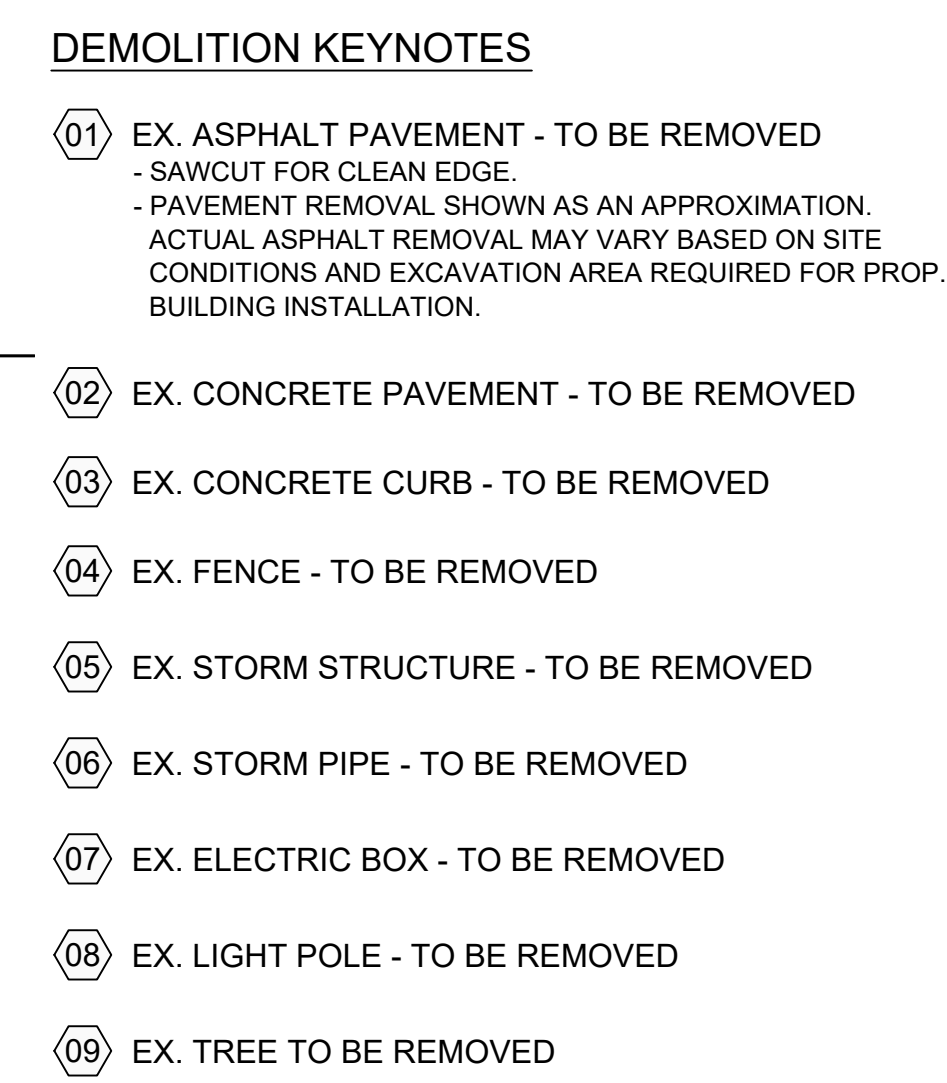 DEMOLITION KEYNOTES
01 EX. ASPHALT PAVEMENT - TO BE REMOVED
- SAWCUT FOR CLEAN EDGE.
- PAVEMENT REMOVAL SHOWN AS AN APPROXIMATION.
ACTUAL ASPHALT REMOVAL MAY VARY BASED ON SITE
CONDITIONS AND EXCAVATION AREA REQUIRED FOR PROP.
BUILDING INSTALLATION.
02 EX. CONCRETE PAVEMENT - TO BE REMOVED
03 EX. CONCRETE CURB - TO BE REMOVED
04 EX. FENCE - TO BE REMOVED
05 EX. STORM STRUCTURE - TO BE REMOVED
06 EX. STORM PIPE - TO BE REMOVED
07 EX. ELECTRIC BOX - TO BE REMOVED
08 EX. LIGHT POLE - TO BE REMOVED
09 EX. TREE TO BE REMOVED